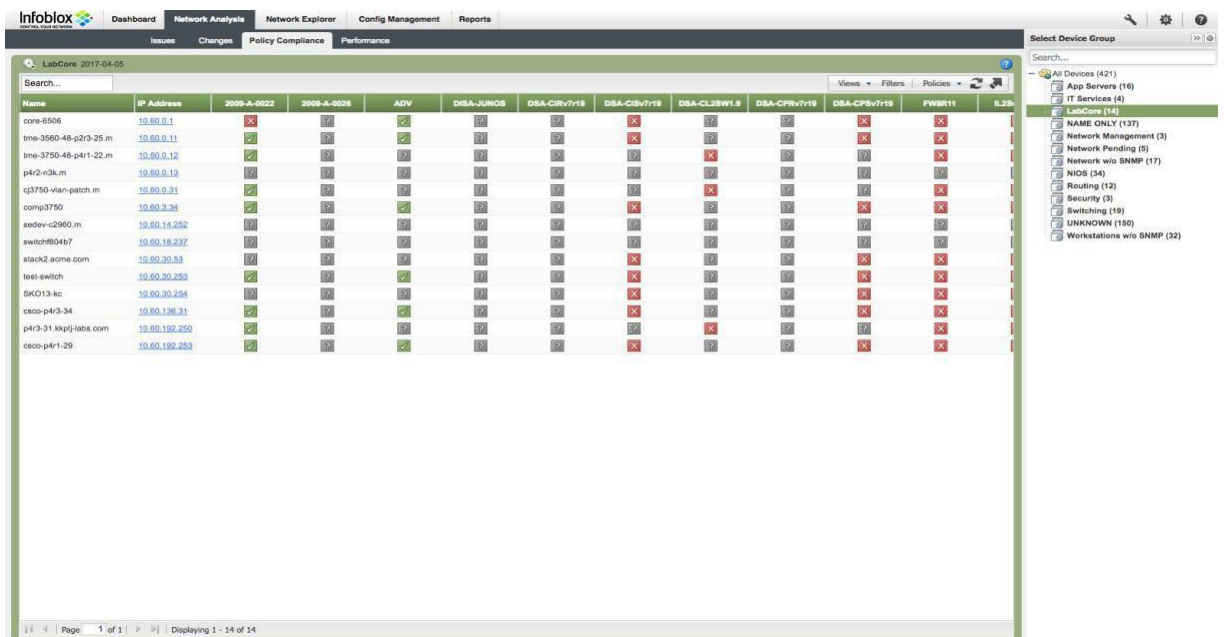 Infoblox
CONTROL YOUR NETWORK
Dashboard Network Analysis Network Explorer Config Management Reports
Issues Changes Policy Compliance Performance
LabCore 2017-04-05
Search... Views Filters Policies
Name IP Address 2009-A-0022 2009-A-0026 ADV DISA-JUNOS DSA-CIRv7r19 DSA-CISv7r19 DSA-CL2SW1.9 DSA-CPRv7r19 DSA-CPSv7r19 FWSR11
core-6506 10.60.0.1
tme-3560-48-p2r3-25.m 10.60.0.11
tme-3750-48-p4r1-22.m 10.60.0.12
p4r2-n3k.m 10.60.0.13
cj3750-vlan-patch.m 10.60.0.31
comp3750 10.60.3.34
sedev-c2960.m 10.60.14.252
switchf804b7 10.60.18.237
stack2.acme.com 10.60.30.53
test-switch 10.60.30.253
SKO13-kc 10.60.30.254
csco-p4r3-34 10.60.136.31
p4r3-31.kkptj-labs.com 10.60.192.250
csco-p4r1-29 10.60.192.253
Page 1 of 1 Displaying 1 - 14 of 14
Select Device Group
Search...
All Devices (421)
App Servers (16)
IT Services (4)
LabCore (14)
NAME ONLY (137)
Network Management (3)
Network Pending (5)
Network w/o SNMP (17)
NIOS (34)
Routing (12)
Security (3)
Switching (19)
UNKNOWN (150)
Workstations w/o SNMP (32)